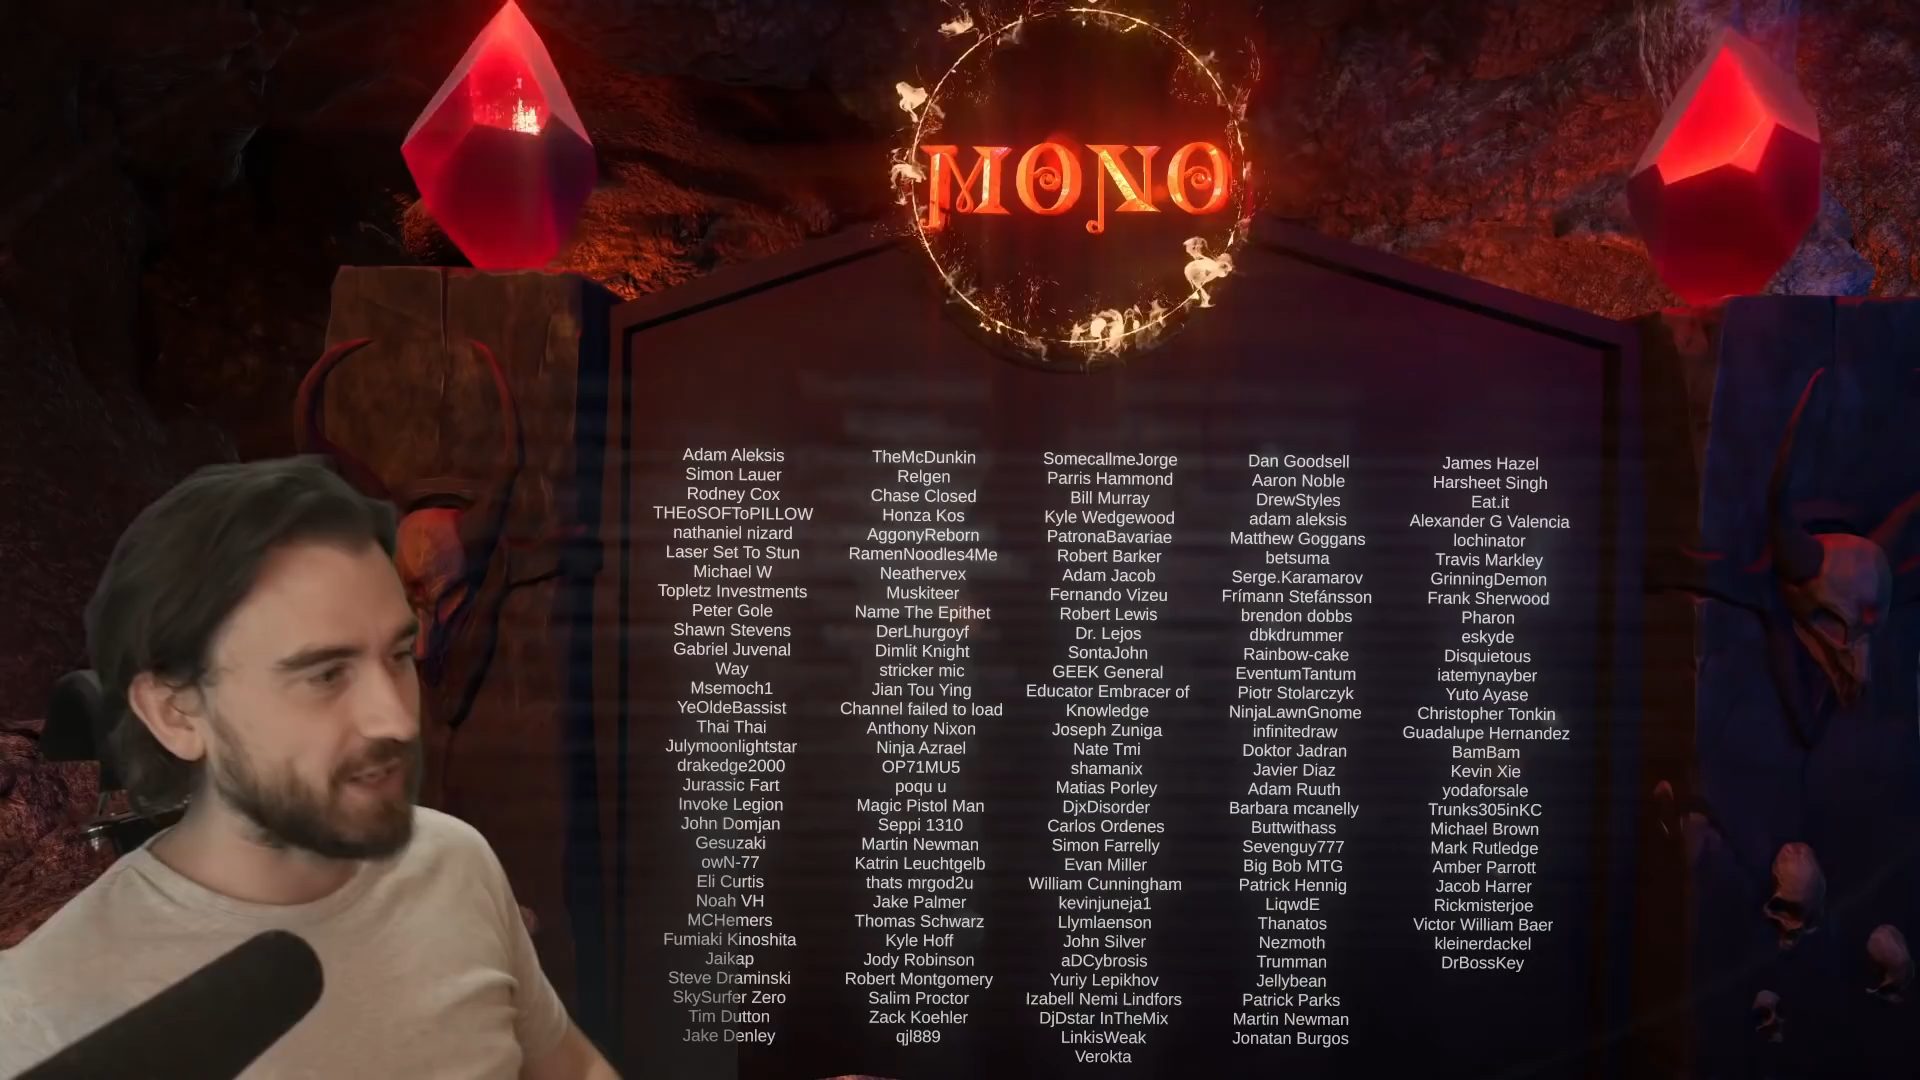 MONO
Adam Aleksis
Simon Lauer
Rodney Cox
THEoSOFToPILLOW
nathaniel nizard
Laser Set To Stun
Michael W
Topletz Investments
Peter Gole
Shawn Stevens
Gabriel Juvenal
Way
Msemoch1
YeOldeBassist
Thai Thai
Julymoonlightstar
drakedge2000
Jurassic Fart
Invoke Legion
John Domjan
Gesuzaki
owN-77
Eli Curtis
Noah VH
MCHemers
Fumiaki Kinoshita
Jaikap
Steve Draminski
SkySurfer Zero
Tim Dutton
Jake Denley
TheMcDunkin
Relgen
Chase Closed
Honza Kos
AggonyReborn
RamenNoodles4Me
Neathervex
Muskiteer
Name The Epithet
DerLhurgoyf
Dimlit Knight
stricker mic
Jian Tou Ying
Channel failed to load
Anthony Nixon
Ninja Azrael
OP71MU5
poqu u
Magic Pistol Man
Seppi 1310
Martin Newman
Katrin Leuchtgelb
thats mrgod2u
Jake Palmer
Thomas Schwarz
Kyle Hoff
Jody Robinson
Robert Montgomery
Salim Proctor
Zack Koehler
qjl889
SomecallmeJorge
Parris Hammond
Bill Murray
Kyle Wedgewood
PatronaBavariae
Robert Barker
Adam Jacob
Fernando Vizeu
Robert Lewis
Dr. Lejos
SontaJohn
GEEK General
Educator Embracer of
Knowledge
Joseph Zuniga
Nate Tmi
shamanix
Matias Porley
DjxDisorder
Carlos Ordenes
Simon Farrelly
Evan Miller
William Cunningham
kevinjuneja1
Llymlaenson
John Silver
aDCybrosis
Yuriy Lepikhov
Izabell Nemi Lindfors
DjDstar InTheMix
LinkisWeak
Verokta
Dan Goodsell
Aaron Noble
DrewStyles
adam aleksis
Matthew Goggans
betsuma
Serge.Karamarov
Frímann Stefánsson
brendon dobbs
dbkdrummer
Rainbow-cake
EventumTantum
Piotr Stolarczyk
NinjaLawnGnome
infinitedraw
Doktor Jadran
Javier Diaz
Adam Ruuth
Barbara mcanelly
Buttwithass
Sevenguy777
Big Bob MTG
Patrick Hennig
LiqwdE
Thanatos
Nezmoth
Trumman
Jellybean
Patrick Parks
Martin Newman
Jonatan Burgos
James Hazel
Harsheet Singh
Eat.it
Alexander G Valencia
lochinator
Travis Markley
GrinningDemon
Frank Sherwood
Pharon
eskyde
Disquietous
iatemynayber
Yuto Ayase
Christopher Tonkin
Guadalupe Hernandez
BamBam
Kevin Xie
yodaforsale
Trunks305inKC
Michael Brown
Mark Rutledge
Amber Parrott
Jacob Harrer
Rickmisterjoe
Victor William Baer
kleinerdackel
DrBossKey